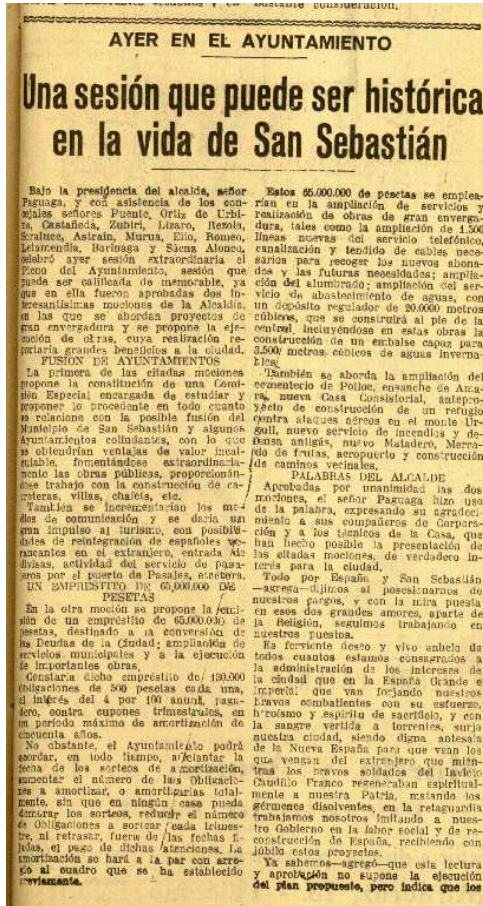 AYER EN EL AYUNTAMIENTO
Una sesión que puede ser histórica
en la vida de San Sebastián
Bajo la presidencia del alcalde, señor
Paguaga, y con asistencia de los con-
cejales señores Puente, Ortiz de Urbi-
na, Castañeda, Zubiri, Lizaro, Rezola,
Soraluce, Astrain, Murua, Elío, Romeo,
Letamendía, Barinaga y Sáenz Alonso,
celebró ayer sesión extraordinaria el
Pleno del Ayuntamiento, sesión que
puede ser calificada de memorable, ya
que en ella fueron aprobadas dos in-
teresantísimas mociones de la Alcaldía,
en las que se abordan proyectos de
gran envergadura y se propone la eje-
cución de obras, cuya realización re-
portaría grandes beneficios a la ciudad.
FUSION DE AYUNTAMIENTOS
La primera de las citadas mociones
propone la constitución de una Comi-
sión Especial encargada de estudiar y
proponer lo procedente en todo cuanto
se relacione con la posible fusión del
Municipio de San Sebastián y algunos
Ayuntamientos colindantes, con lo que
se obtendrían ventajas de valor incal-
culable, fomentándose extraordinaria-
mente las obras públicas, proporcionán-
dose trabajo con la construcción de ca-
rreteras, villas, chalets, etc.
También se incrementarían los me-
dios de comunicación y se daría un
gran impulso al turismo, con posibili-
dades de reintegración de españoles ve-
raneantes en el extranjero, entrada de
divisas, actividad del servicio de pasa-
jeros por el puerto de Pasajes, etcétera.
UN EMPRESTITO DE 65.000.000 DE
PESETAS
En la otra moción se propone la emi-
sión de un empréstito de 65.000.000 de
pesetas, destinado a la conversión de
las Deudas de la Ciudad; ampliación de
servicios municipales y a la ejecución
de importantes obras.
Constaría dicho empréstito de 130.000
obligaciones de 500 pesetas cada una,
al interés del 4 por 100 anual, paga-
dero, contra cupones trimestrales, en
un período máximo de amortización de
cincuenta años.
No obstante, el Ayuntamiento podrá
acordar, en todo tiempo, adelantar la
fecha de los sorteos de amortización,
aumentar el número de las Obligacio-
nes a amortizar, o amortizarlas total-
mente, sin que en ningún caso pueda
demorar los sorteos, reducir el número
de Obligaciones a sortear cada trimes-
tre, ni retrasar, fuera de las fechas fi-
jadas, el pago de dichas atenciones. La
amortización se hará a la par con arre-
glo al cuadro que se ha establecido
previamente.
Estos 65.000.000 de pesetas se emplea-
rían en la ampliación de servicios y
realización de obras de gran enverga-
dura, tales como la ampliación de 1.500
líneas nuevas del servicio telefónico,
canalización y tendido de cables nece-
sarios para recoger los nuevos abona-
dos y las futuras necesidades; amplia-
ción del alumbrado; ampliación del ser-
vicio de abastecimiento de aguas, con
un depósito regulador de 20.0000 metros
cúbicos, que se construirá al pie de la
central, incluyéndose en estas obras la
construcción de un embalse capaz para
3.500 metros cúbicos de aguas inverna-
bles.
También se aborda la ampliación del
cementerio de Polloe, ensanche de Ama-
ra, nueva Casa Consistorial, antepro-
yecto de construcción de un refugio
contra ataques aéreos en el monte Ur-
gull, nuevo servicio de incendios y de-
fensa antigás, nuevo Matadero, Merca-
do de frutas, aeropuerto y construcción
de caminos vecinales.
PALABRAS DEL ALCALDE
Aprobadas por unanimidad las dos
mociones, el señor Paguaga hizo uso
de la palabra, expresando su agradeci-
miento a sus compañeros de Corpora-
ción y a los técnicos de la Casa, que
han hecho posible la presentación de
las citadas mociones, de verdadero in-
terés para la ciudad.
Todo por España y San Sebastián
—agrega—dijimos al posesionarnos de
nuestros cargos, y con la mira puesta
en esos dos grandes amores, aparte de
la Religión, seguimos trabajando en
nuestros puestos.
Es ferviente deseo y vivo anhelo de
todos cuantos estamos consagrados a
la administración de los intereses de
la ciudad que en la España Grande e
Imperial que van forjando nuestros
bravos combatientes con su esfuerzo,
heroísmo y espíritu de sacrificio, y con
la sangre vertida a torrentes, surja
nuestra ciudad, siendo digna antesala
de la Nueva España para que vean los
que vengan del extranjero que mien-
tras los bravos soldados del Invicto
Caudillo Franco regeneraban espiritual-
mente a nuestra Patria, matando los
gérmenes disolventes, en la retaguardia
trabajamos nosotros imitando a nues-
tro Gobierno en la labor social y de re-
construcción de España, recibiendo con
júbilo estos proyectos.
Ya sabemos—agregó—que esta lectura
y aprobación no supone la ejecución
del plan propuesto, pero indica que los